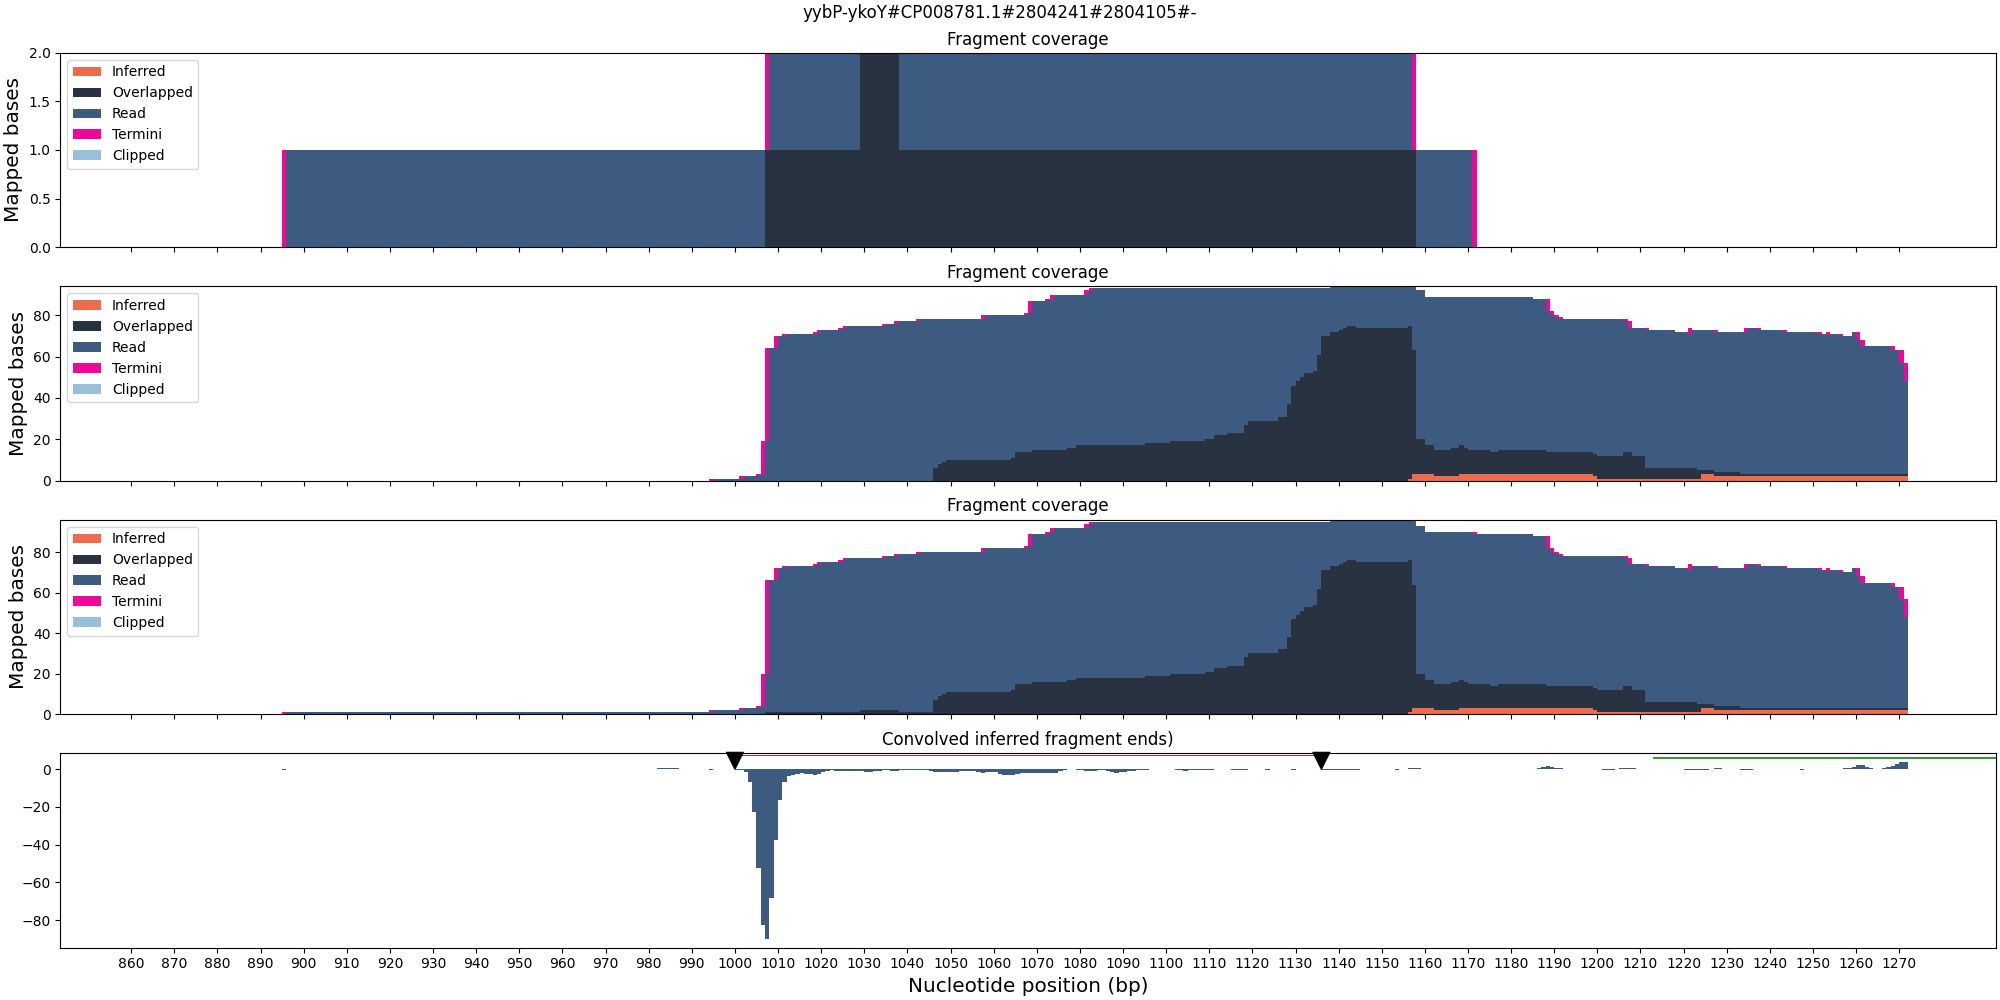 yybP-ykoY#CP008781.1#2804241#2804105#-
Fragment coverage
Mapped bases
2.0
1.5
1.0
0.5
0.0
Inferred
Overlapped
Read
Termini
Clipped
Fragment coverage
Mapped bases
80
60
40
20
0
Inferred
Overlapped
Read
Termini
Clipped
Fragment coverage
Mapped bases
80
60
40
20
0
Inferred
Overlapped
Read
Termini
Clipped
Convolved inferred fragment ends)
0
−20
−40
−60
−80
860 870 880 890 900 910 920 930 940 950 960 970 980 990 1000 1010 1020 1030 1040 1050 1060 1070 1080 1090 1100 1110 1120 1130 1140 1150 1160 1170 1180 1190 1200 1210 1220 1230 1240 1250 1260 1270
Nucleotide position (bp)